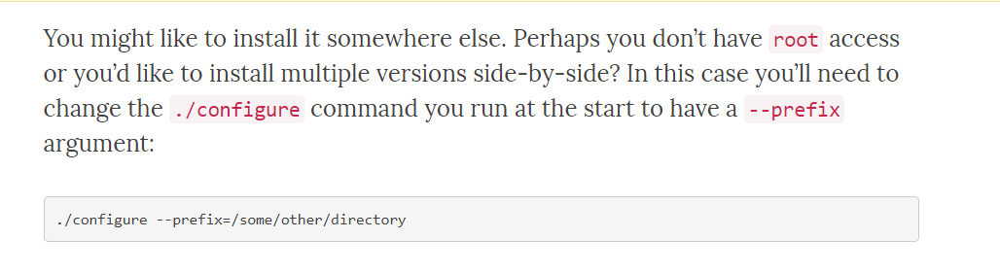 You might like to install it somewhere else. Perhaps you don’t have root access
or you’d like to install multiple versions side-by-side? In this case you’ll need to
change the ./configure command you run at the start to have a --prefix
argument:
./configure --prefix=/some/other/directory